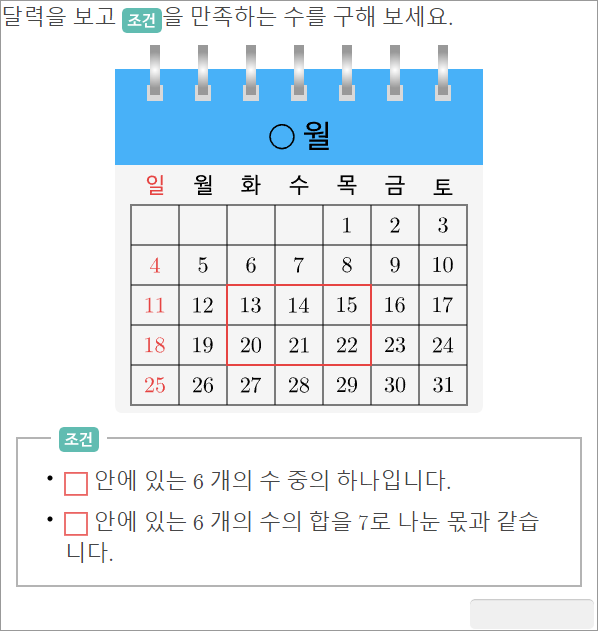 달력을 보고 조건을 만족하는 수를 구해 보세요.
○ 월
일 월 화 수 목 금 토
1 2 3
4 5 6 7 8 9 10
11 12 13 14 15 16 17
18 19 20 21 22 23 24
25 26 27 28 29 30 31
조건
• □ 안에 있는 6 개의 수 중의 하나입니다.
• □ 안에 있는 6 개의 수의 합을 7로 나눈 몫과 같습
니다.